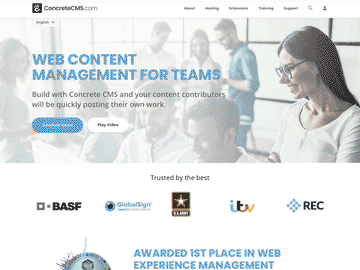 ConcreteCMS.com
About
Hosting
Extensions
Training
Support
English
WEB CONTENT
MANAGEMENT FOR TEAMS
Build with Concrete CMS and your content contributors
will be quickly posting their own work.
Play Video
Trusted by the best
BASF
GlobalSign
U.S.ARMY
itv
REC
AWARDED 1ST PLACE IN WEB
EXPERIENCE MANAGEMENT